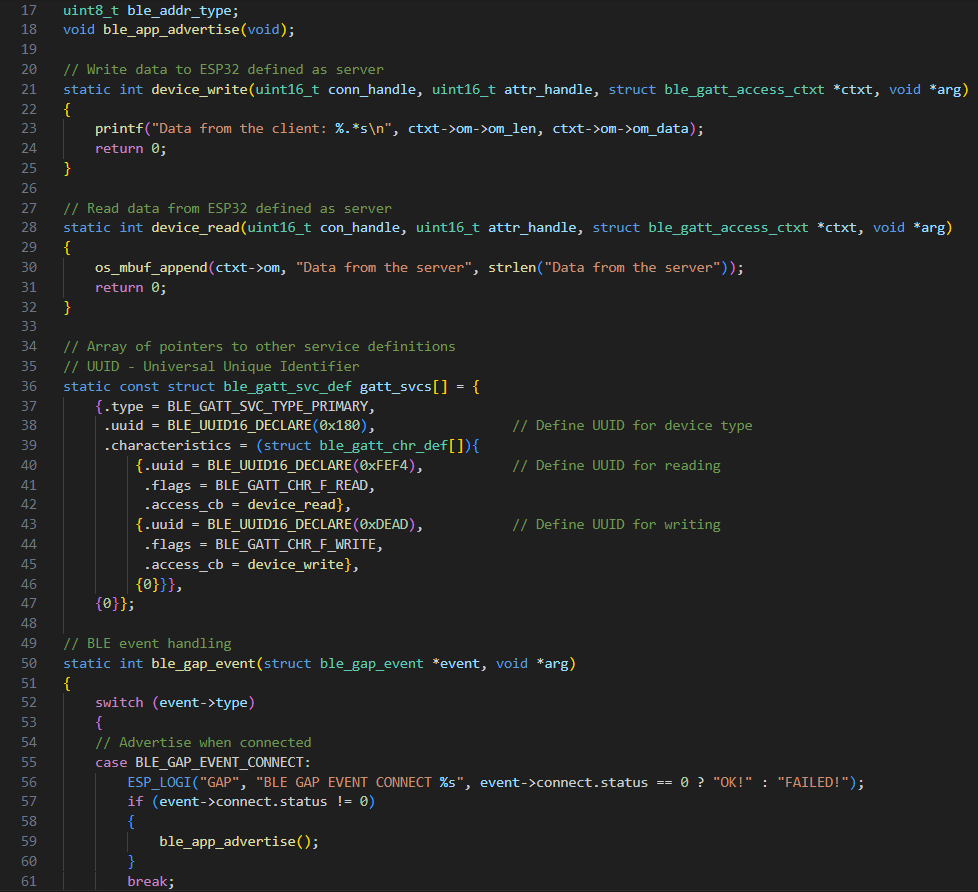 17 uint8_t ble_addr_type;
18 void ble_app_advertise(void);
19
20 // Write data to ESP32 defined as server
21 static int device_write(uint16_t conn_handle, uint16_t attr_handle, struct ble_gatt_access_ctxt *ctxt, void *arg)
22 {
23     printf("Data from the client: %.*s\n", ctxt->om->om_len, ctxt->om->om_data);
24     return 0;
25 }
26
27 // Read data from ESP32 defined as server
28 static int device_read(uint16_t con_handle, uint16_t attr_handle, struct ble_gatt_access_ctxt *ctxt, void *arg)
29 {
30     os_mbuf_append(ctxt->om, "Data from the server", strlen("Data from the server"));
31     return 0;
32 }
33
34 // Array of pointers to other service definitions
35 // UUID - Universal Unique Identifier
36 static const struct ble_gatt_svc_def gatt_svcs[] = {
37     {.type = BLE_GATT_SVC_TYPE_PRIMARY,
38      .uuid = BLE_UUID16_DECLARE(0x180),                 // Define UUID for device type
39      .characteristics = (struct ble_gatt_chr_def[]){
40          {.uuid = BLE_UUID16_DECLARE(0xFEF4),           // Define UUID for reading
41           .flags = BLE_GATT_CHR_F_READ,
42           .access_cb = device_read},
43          {.uuid = BLE_UUID16_DECLARE(0xDEAD),           // Define UUID for writing
44           .flags = BLE_GATT_CHR_F_WRITE,
45           .access_cb = device_write},
46          {0}}},
47     {0}};
48
49 // BLE event handling
50 static int ble_gap_event(struct ble_gap_event *event, void *arg)
51 {
52     switch (event->type)
53     {
54     // Advertise when connected
55     case BLE_GAP_EVENT_CONNECT:
56         ESP_LOGI("GAP", "BLE GAP EVENT CONNECT %s", event->connect.status == 0 ? "OK!" : "FAILED!");
57         if (event->connect.status != 0)
58         {
59             ble_app_advertise();
60         }
61         break;